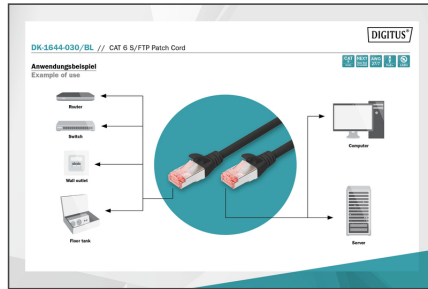 DIGITUS®
DK-1644-030/BL // CAT 6 S/FTP Patch Cord
Anwendungsbeispiel
Example of use
Router
Switch
Wall outlet
Floor tank
Computer
Server